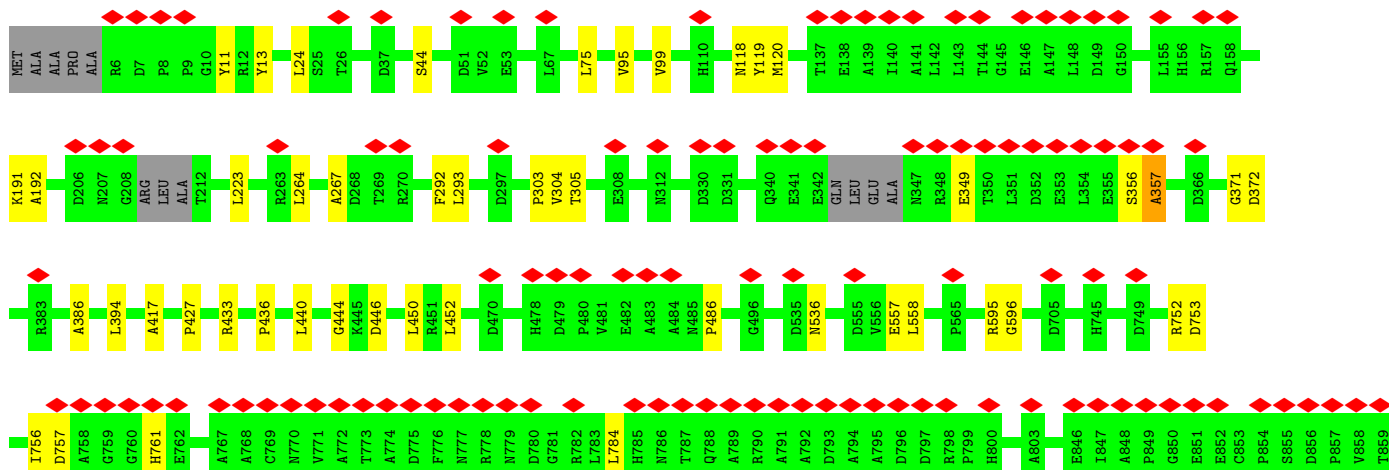 MET ALA ALA PRO ALA R6 D7 P8 P9 G10 Y11 R12 Y13 L24 S25 T26 D37 S44 D51 V52 E53 L67 L75 V95 V99 H110 N118 Y119 M120 T137 E138 A139 I140 A141 L142 L143 T144 G145 E146 A147 L148 D149 G150 L155 H156 R157 Q158
K191 A192 D206 N207 G208 ARG LEU ALA T212 L223 R263 L264 A267 D268 T269 R270 F292 L293 D297 P303 V304 T305 E308 N312 D330 D331 Q340 E341 E342 GLN LEU GLU ALA N347 R348 E349 T350 L351 D352 E353 L354 E355 S356 A357 D366 G371 D372
R383 A386 L394 A417 P427 R433 P436 L440 G444 K445 D446 L450 R451 L452 D470 H478 D479 P480 V481 E482 A483 A484 N485 P486 G496 D535 N536 D555 V556 E557 L558 P565 R595 G596 D705 H745 D749 R752 D753
I756 D757 A758 G759 G760 H761 E762 A767 A768 C769 N770 V771 A772 T773 A774 D775 F776 N777 R778 N779 D780 G781 R782 L783 L784 H785 N786 T787 Q788 A789 R790 A791 A792 D793 A794 A795 D796 D797 R798 P799 H800 A803 E846 I847 A848 P849 G850 E851 E852 C853 P854 S855 D856 P857 V858 T859